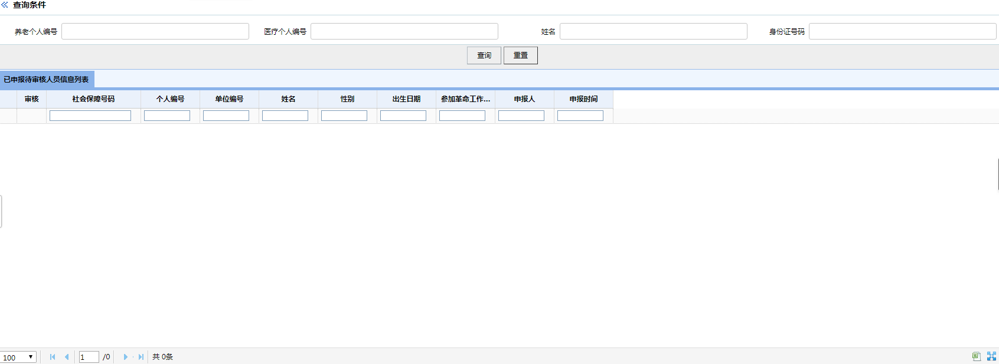 查询条件
养老个人编号 医疗个人编号 姓名 身份证号码
查询 重置
已申报待审核人员信息列表
审核 社会保障号码 个人编号 单位编号 姓名 性别 出生日期 参加革命工作... 申报人 申报时间
100 1 /0 共 0条